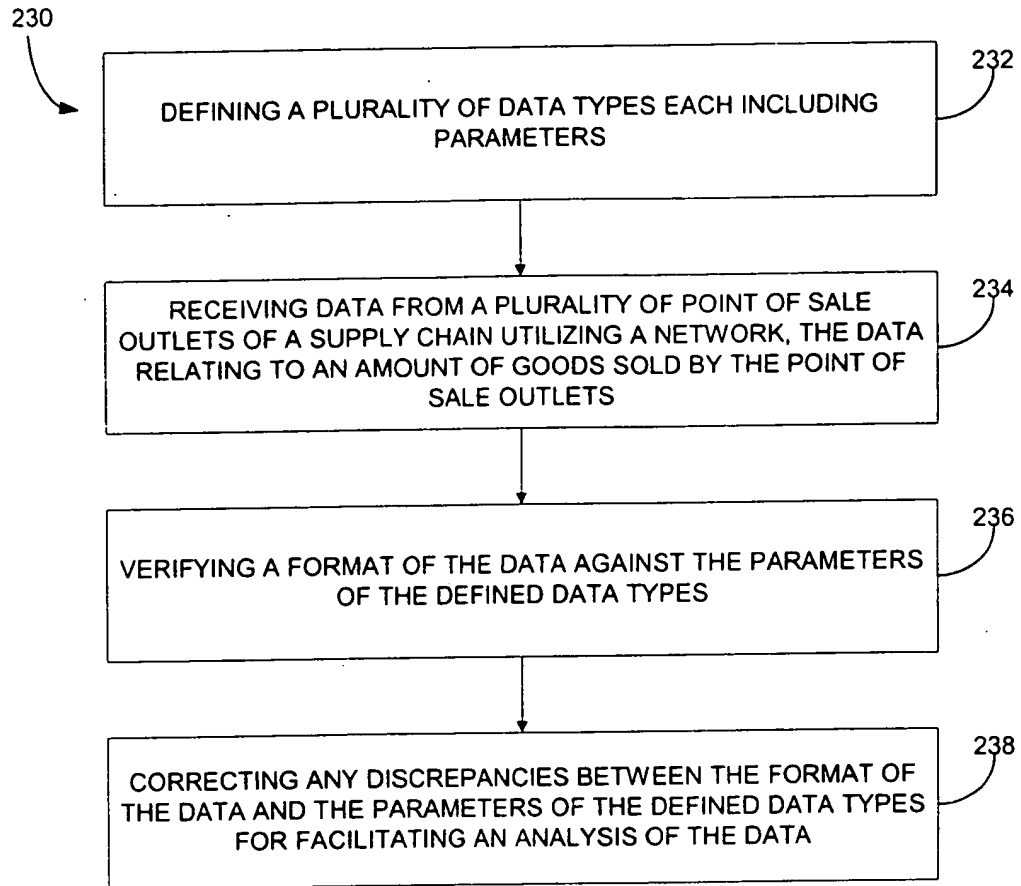 230
232
DEFINING A PLURALITY OF DATA TYPES EACH INCLUDING
PARAMETERS
234
RECEIVING DATA FROM A PLURALITY OF POINT OF SALE
OUTLETS OF A SUPPLY CHAIN UTILIZING A NETWORK, THE DATA
RELATING TO AN AMOUNT OF GOODS SOLD BY THE POINT OF
SALE OUTLETS
236
VERIFYING A FORMAT OF THE DATA AGAINST THE PARAMETERS
OF THE DEFINED DATA TYPES
238
CORRECTING ANY DISCREPANCIES BETWEEN THE FORMAT OF
THE DATA AND THE PARAMETERS OF THE DEFINED DATA TYPES
FOR FACILITATING AN ANALYSIS OF THE DATA